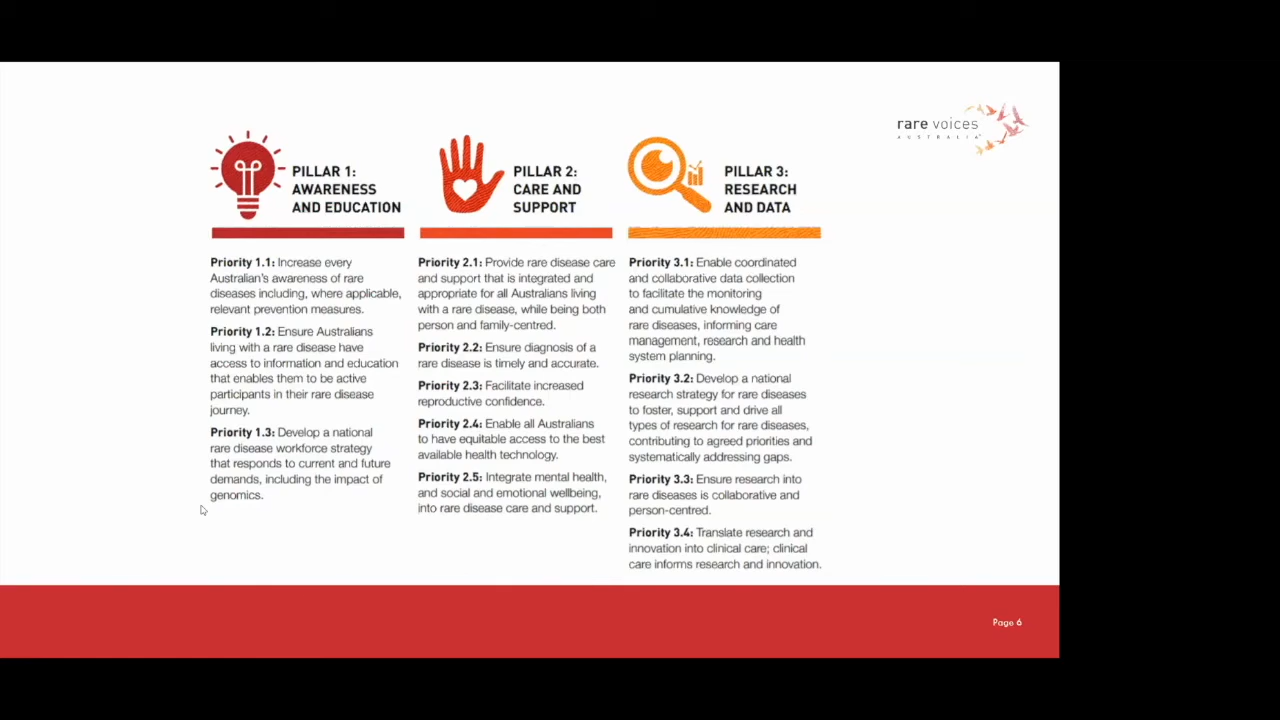 rare voices
AUSTRALIA
PILLAR 1:
AWARENESS
AND EDUCATION
Priority 1.1: Increase every
Australian's awareness of rare
diseases including, where applicable,
relevant prevention measures.
Priority 1.2: Ensure Australians
living with a rare disease have
access to information and education
that enables them to be active
participants in their rare disease
journey.
Priority 1.3: Develop a national
rare disease workforce strategy
that responds to current and future
demands, including the impact of
genomics.
PILLAR 2:
CARE AND
SUPPORT
Priority 2.1: Provide rare disease care
and support that is integrated and
appropriate for all Australians living
with a rare disease, while being both
person and family-centred.
Priority 2.2: Ensure diagnosis of a
rare disease is timely and accurate.
Priority 2.3: Facilitate increased
reproductive confidence.
Priority 2.4: Enable all Australians
to have equitable access to the best
available health technology.
Priority 2.5: Integrate mental health,
and social and emotional wellbeing,
into rare disease care and support.
PILLAR 3:
RESEARCH
AND DATA
Priority 3.1: Enable coordinated
and collaborative data collection
to facilitate the monitoring
and cumulative knowledge of
rare diseases, informing care
management, research and health
system planning.
Priority 3.2: Develop a national
research strategy for rare diseases
to foster, support and drive all
types of research for rare diseases,
contributing to agreed priorities and
systematically addressing gaps.
Priority 3.3: Ensure research into
rare diseases is collaborative and
person-centred.
Priority 3.4: Translate research and
innovation into clinical care; clinical
care informs research and innovation.
Page 6